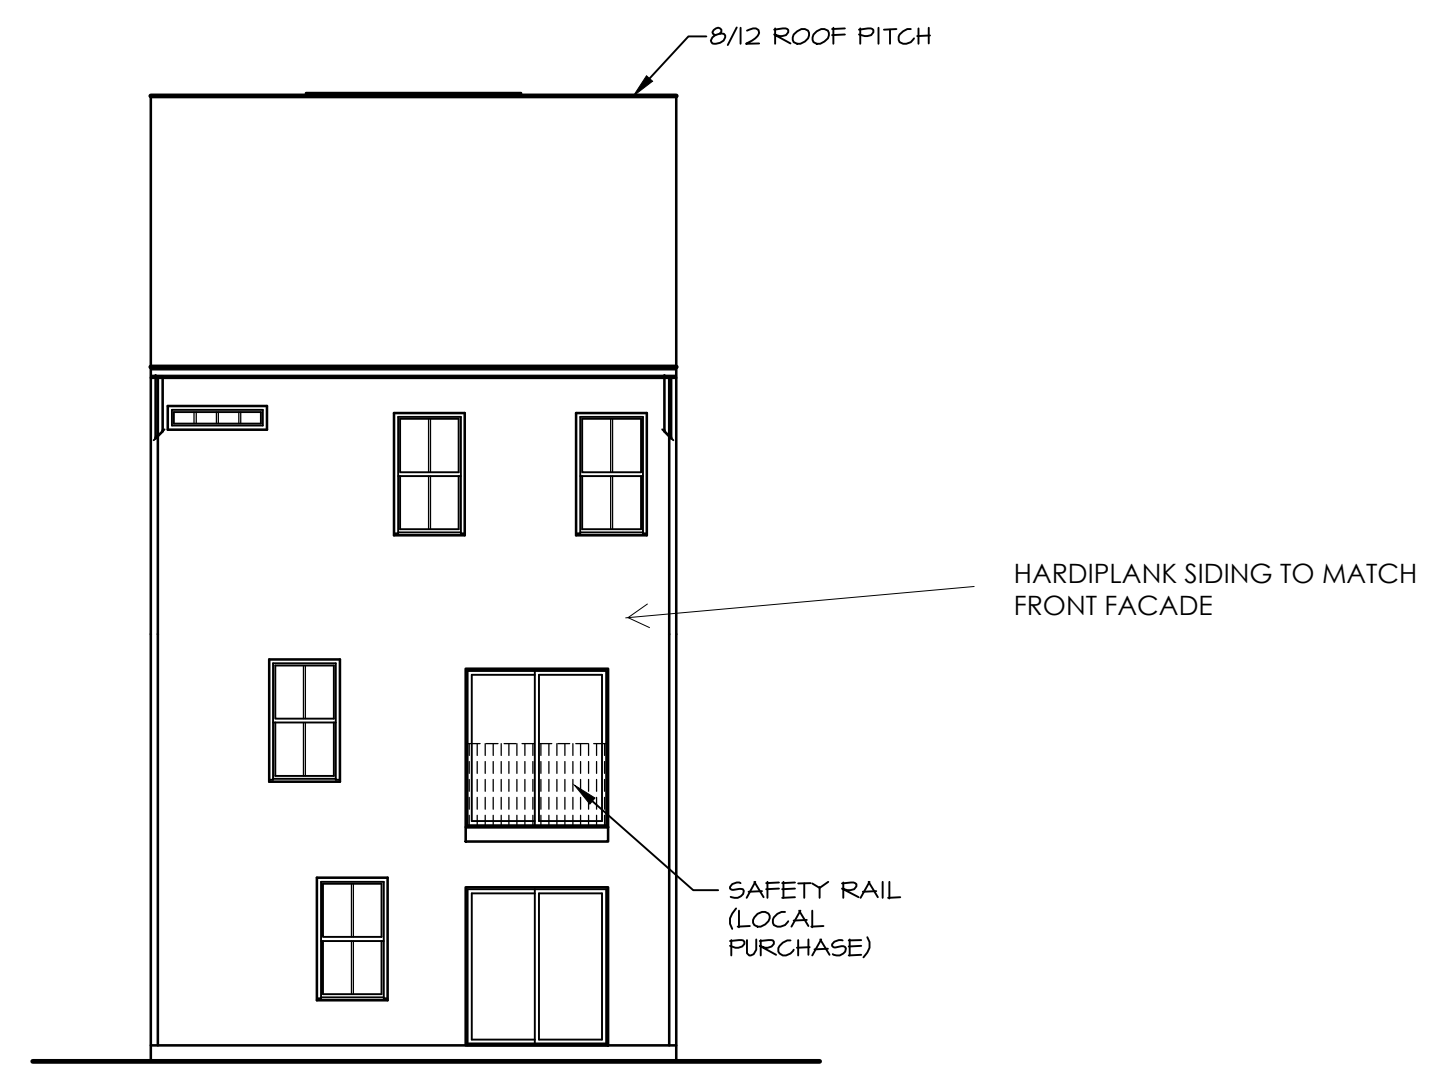 8/12 ROOF PITCH
HARDIPLANK SIDING TO MATCH
FRONT FACADE
SAFETY RAIL
(LOCAL
PURCHASE)